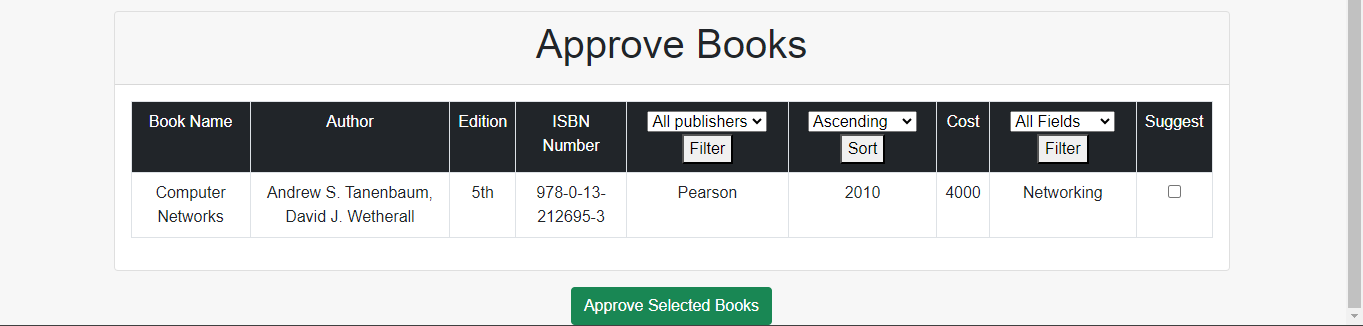 Approve Books
Book Name Author Edition ISBN Number All publishers Filter Ascending Sort Cost All Fields Filter Suggest
Computer Networks Andrew S. Tanenbaum, David J. Wetherall 5th 978-0-13-212695-3 Pearson 2010 4000 Networking
Approve Selected Books